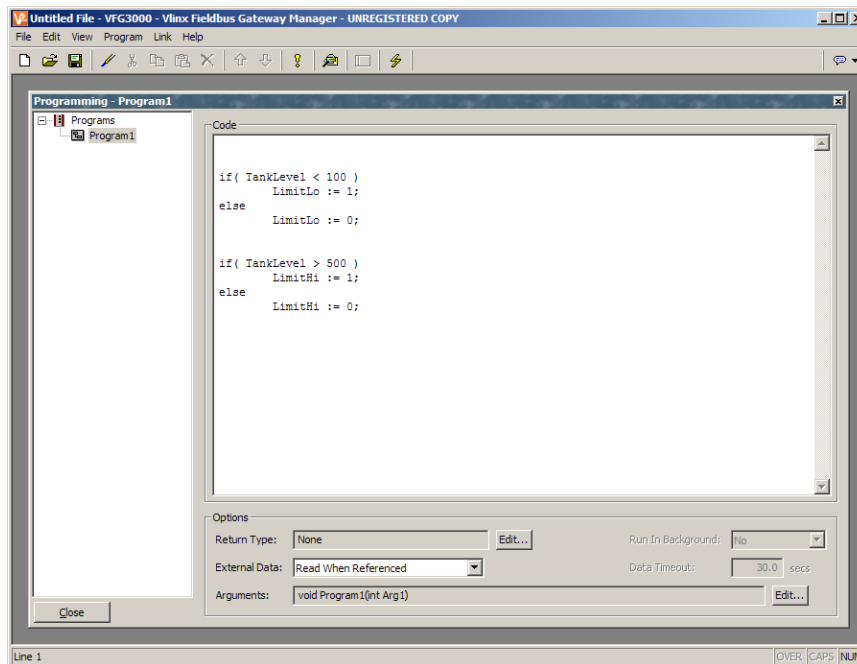 Untitled File - VFG3000 - Vlinx Fieldbus Gateway Manager - UNREGISTERED COPY
File Edit View Program Link Help
Programming - Program1
Programs
Program1
Code
if( TankLevel < 100 )
LimitLo := 1;
else
LimitLo := 0;
if( TankLevel > 500 )
LimitHi := 1;
else
LimitHi := 0;
Options
Return Type: None Edit... Run In Background: No
External Data: Read When Referenced Data Timeout: 30.0 secs
Arguments: void Program1(int Arg1) Edit...
Close
Line 1 OVER CAPS NUM